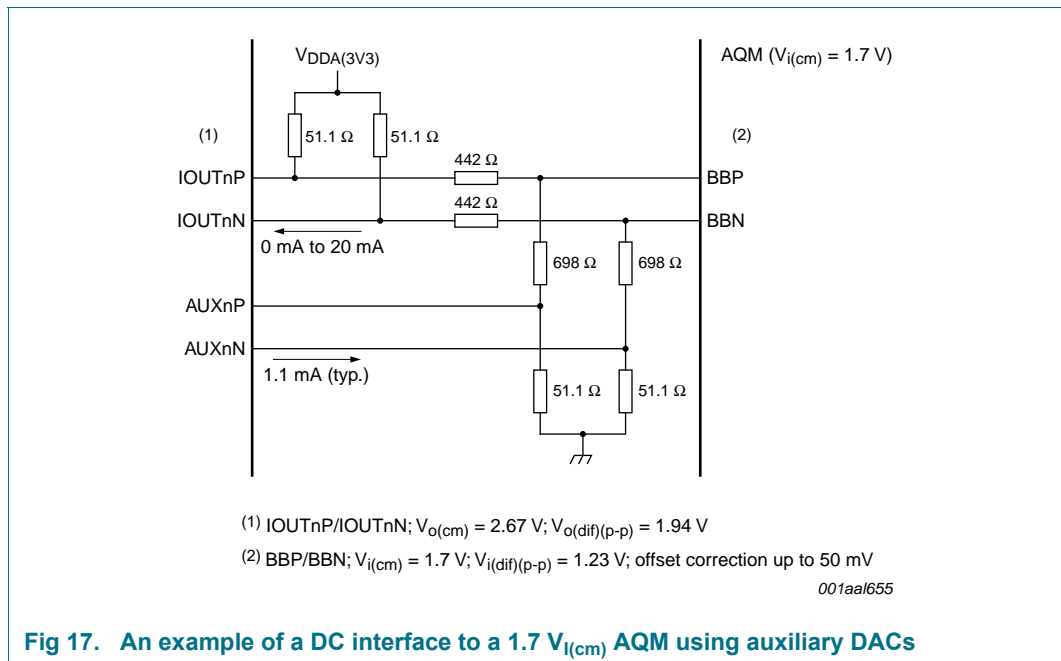 VDDA(3V3)
AQM (Vi(cm) = 1.7 V)
(1)
51.1 Ω
51.1 Ω
(2)
442 Ω
IOUTnP
BBP
442 Ω
IOUTnN
BBN
0 mA to 20 mA
698 Ω
698 Ω
AUXnP
AUXnN
1.1 mA (typ.)
51.1 Ω
51.1 Ω
(1) IOUTnP/IOUTnN; Vo(cm) = 2.67 V; Vo(dif)(p-p) = 1.94 V
(2) BBP/BBN; Vi(cm) = 1.7 V; Vi(dif)(p-p) = 1.23 V; offset correction up to 50 mV
001aal655
Fig 17. An example of a DC interface to a 1.7 VI(cm) AQM using auxiliary DACs